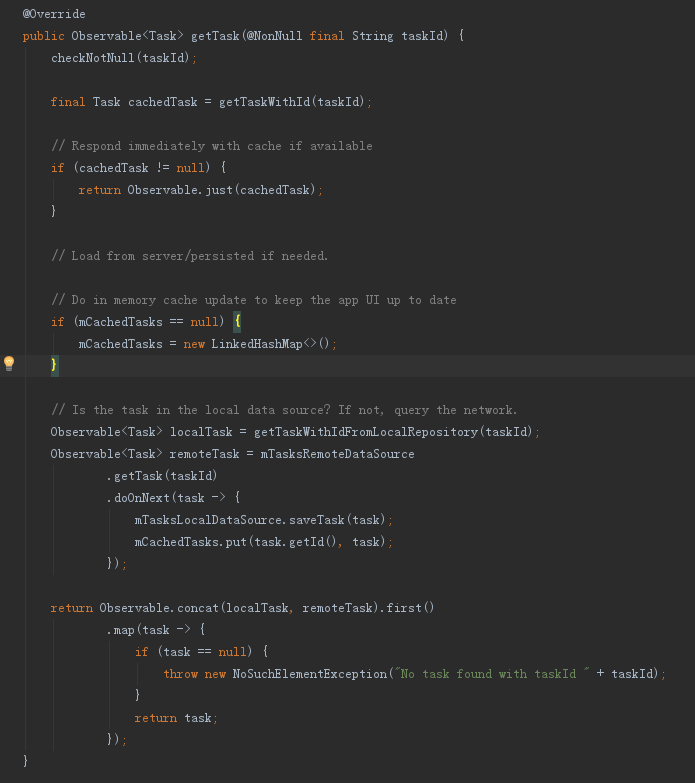 @Override
public Observable<Task> getTask(@NonNull final String taskId) {
    checkNotNull(taskId);

    final Task cachedTask = getTaskWithId(taskId);

    // Respond immediately with cache if available
    if (cachedTask != null) {
        return Observable.just(cachedTask);
    }

    // Load from server/persisted if needed.

    // Do in memory cache update to keep the app UI up to date
    if (mCachedTasks == null) {
        mCachedTasks = new LinkedHashMap<>();
    }

    // Is the task in the local data source? If not, query the network.
    Observable<Task> localTask = getTaskWithIdFromLocalRepository(taskId);
    Observable<Task> remoteTask = mTasksRemoteDataSource
            .getTask(taskId)
            .doOnNext(task -> {
                mTasksLocalDataSource.saveTask(task);
                mCachedTasks.put(task.getId(), task);
            });

    return Observable.concat(localTask, remoteTask).first()
            .map(task -> {
                if (task == null) {
                    throw new NoSuchElementException("No task found with taskId " + taskId);
                }
                return task;
            });
}